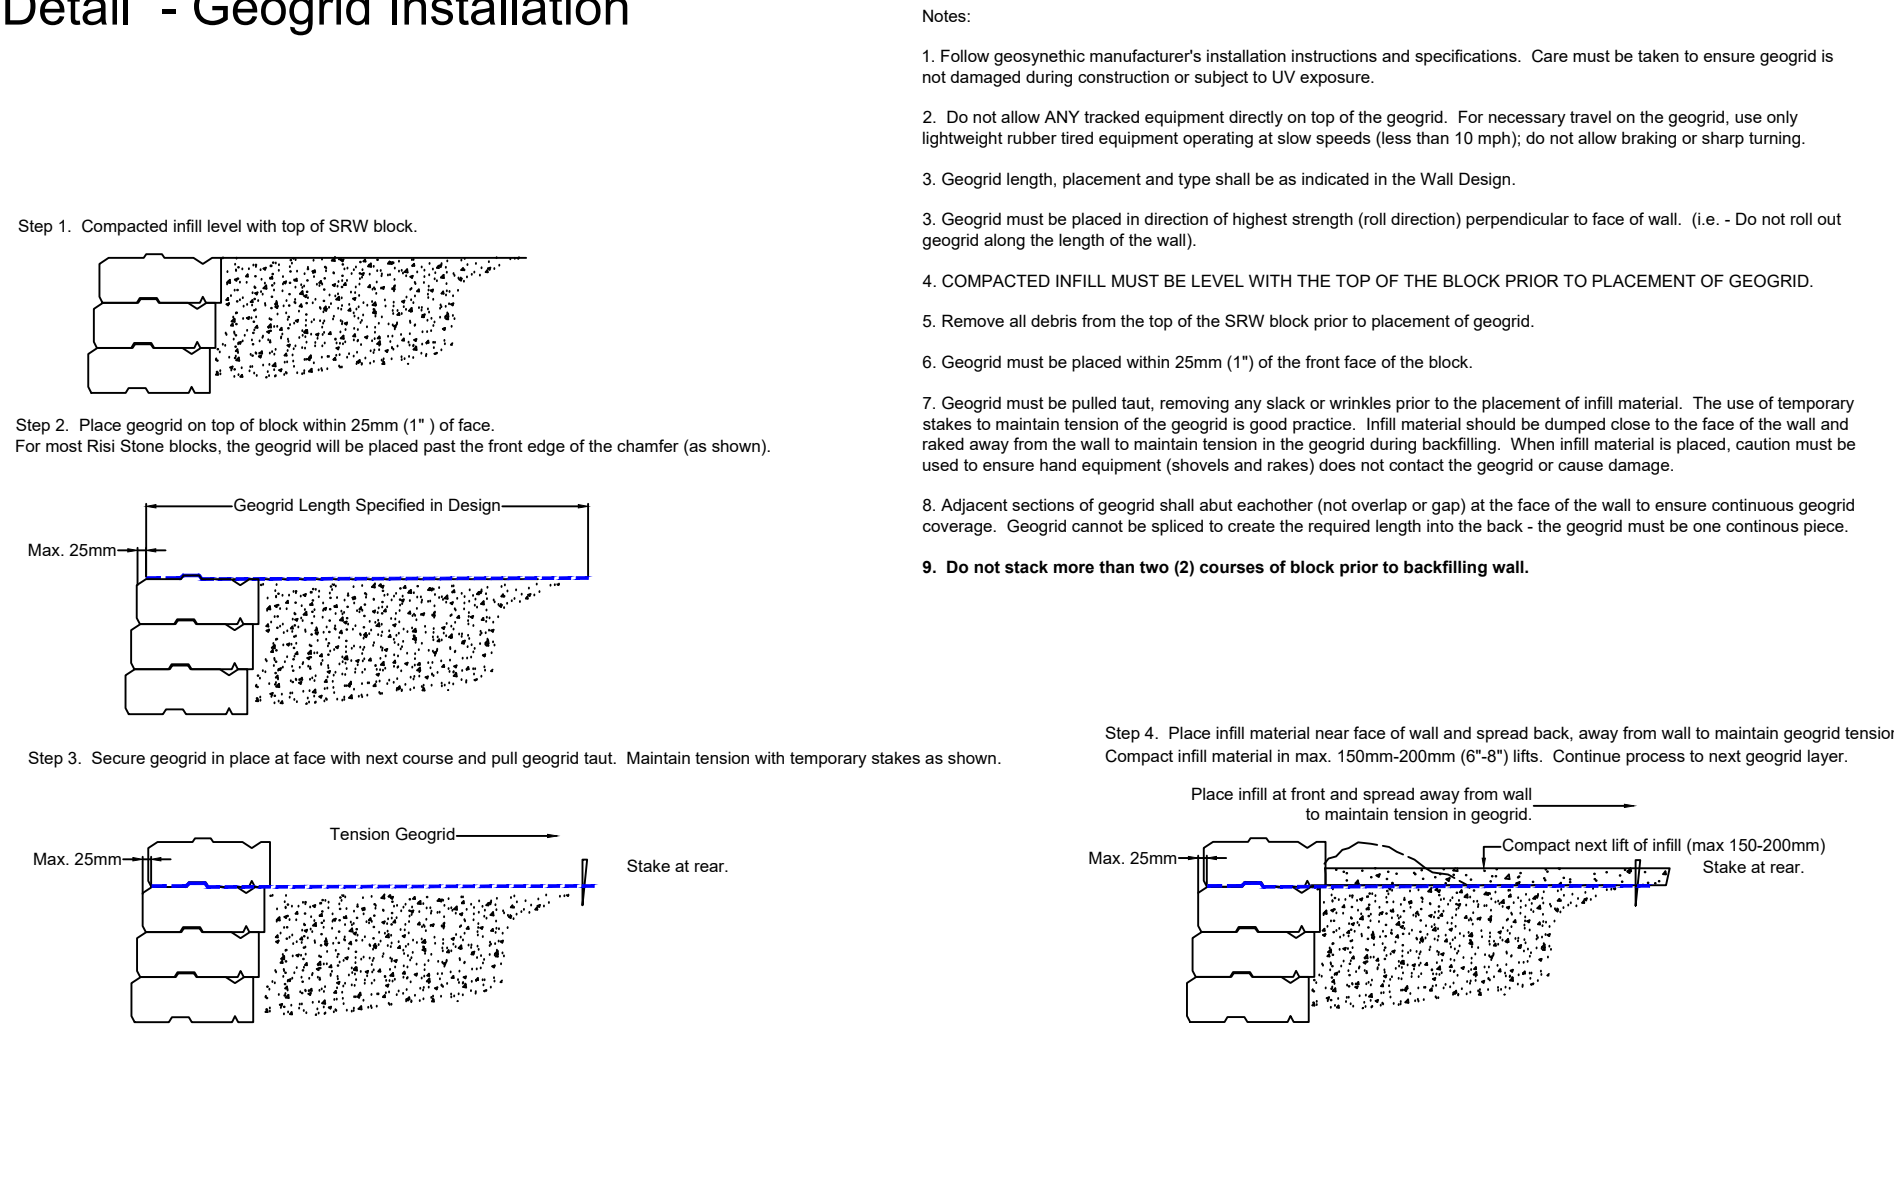 Detail - Geogrid Installation
Notes:
1. Follow geosynethic manufacturer's installation instructions and specifications. Care must be taken to ensure geogrid is
not damaged during construction or subject to UV exposure.
2. Do not allow ANY tracked equipment directly on top of the geogrid. For necessary travel on the geogrid, use only
lightweight rubber tired equipment operating at slow speeds (less than 10 mph); do not allow braking or sharp turning.
3. Geogrid length, placement and type shall be as indicated in the Wall Design.
3. Geogrid must be placed in direction of highest strength (roll direction) perpendicular to face of wall. (i.e. - Do not roll out
geogrid along the length of the wall).
4. COMPACTED INFILL MUST BE LEVEL WITH THE TOP OF THE BLOCK PRIOR TO PLACEMENT OF GEOGRID.
5. Remove all debris from the top of the SRW block prior to placement of geogrid.
6. Geogrid must be placed within 25mm (1") of the front face of the block.
7. Geogrid must be pulled taut, removing any slack or wrinkles prior to the placement of infill material. The use of temporary
stakes to maintain tension of the geogrid is good practice. Infill material should be dumped close to the face of the wall and
raked away from the wall to maintain tension in the geogrid during backfilling. When infill material is placed, caution must be
used to ensure hand equipment (shovels and rakes) does not contact the geogrid or cause damage.
8. Adjacent sections of geogrid shall abut eachother (not overlap or gap) at the face of the wall to ensure continuous geogrid
coverage. Geogrid cannot be spliced to create the required length into the back - the geogrid must be one continous piece.
9. Do not stack more than two (2) courses of block prior to backfilling wall.
Step 1. Compacted infill level with top of SRW block.
Step 2. Place geogrid on top of block within 25mm (1" ) of face.
For most Risi Stone blocks, the geogrid will be placed past the front edge of the chamfer (as shown).
Geogrid Length Specified in Design
Max. 25mm
Step 3. Secure geogrid in place at face with next course and pull geogrid taut. Maintain tension with temporary stakes as shown.
Tension Geogrid
Max. 25mm
Stake at rear.
Step 4. Place infill material near face of wall and spread back, away from wall to maintain geogrid tension
Compact infill material in max. 150mm-200mm (6"-8") lifts. Continue process to next geogrid layer.
Place infill at front and spread away from wall
to maintain tension in geogrid.
Compact next lift of infill (max 150-200mm)
Max. 25mm
Stake at rear.